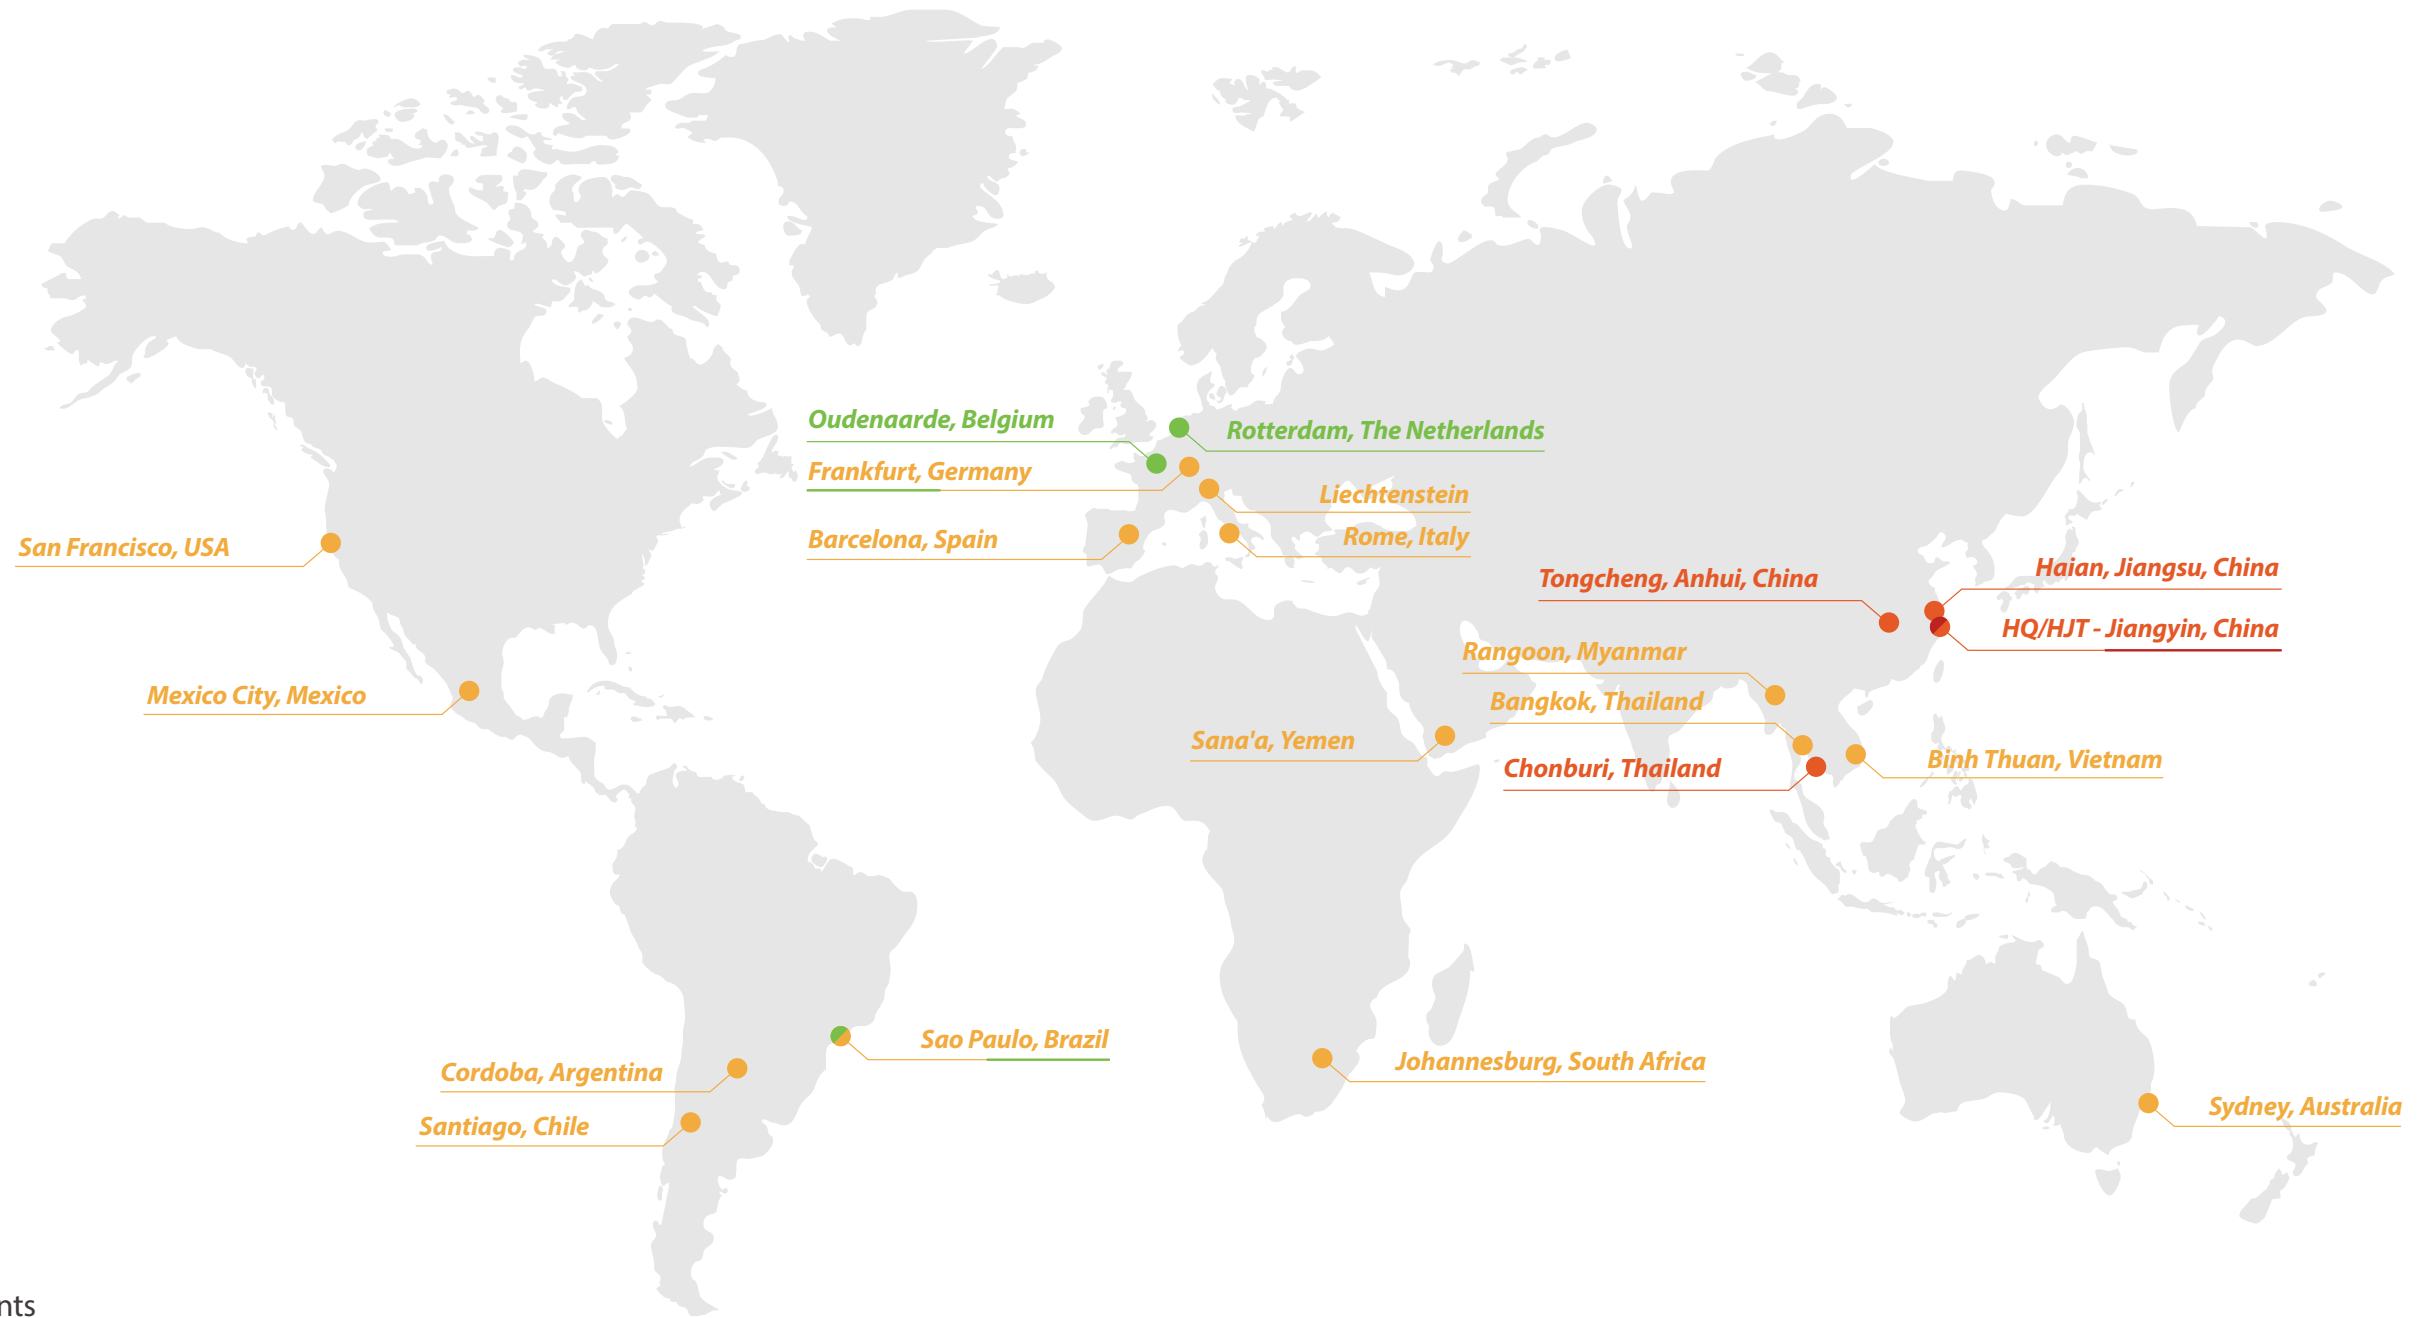 Oudenaarde, Belgium
Rotterdam, The Netherlands
Frankfurt, Germany
Liechtenstein
San Francisco, USA
Barcelona, Spain
Rome, Italy
Tongcheng, Anhui, China
Haian, Jiangsu, China
HQ/HJT - Jiangyin, China
Rangoon, Myanmar
Mexico City, Mexico
Bangkok, Thailand
Sana'a, Yemen
Binh Thuan, Vietnam
Chonburi, Thailand
Sao Paulo, Brazil
Cordoba, Argentina
Johannesburg, South Africa
Santiago, Chile
Sydney, Australia
nts